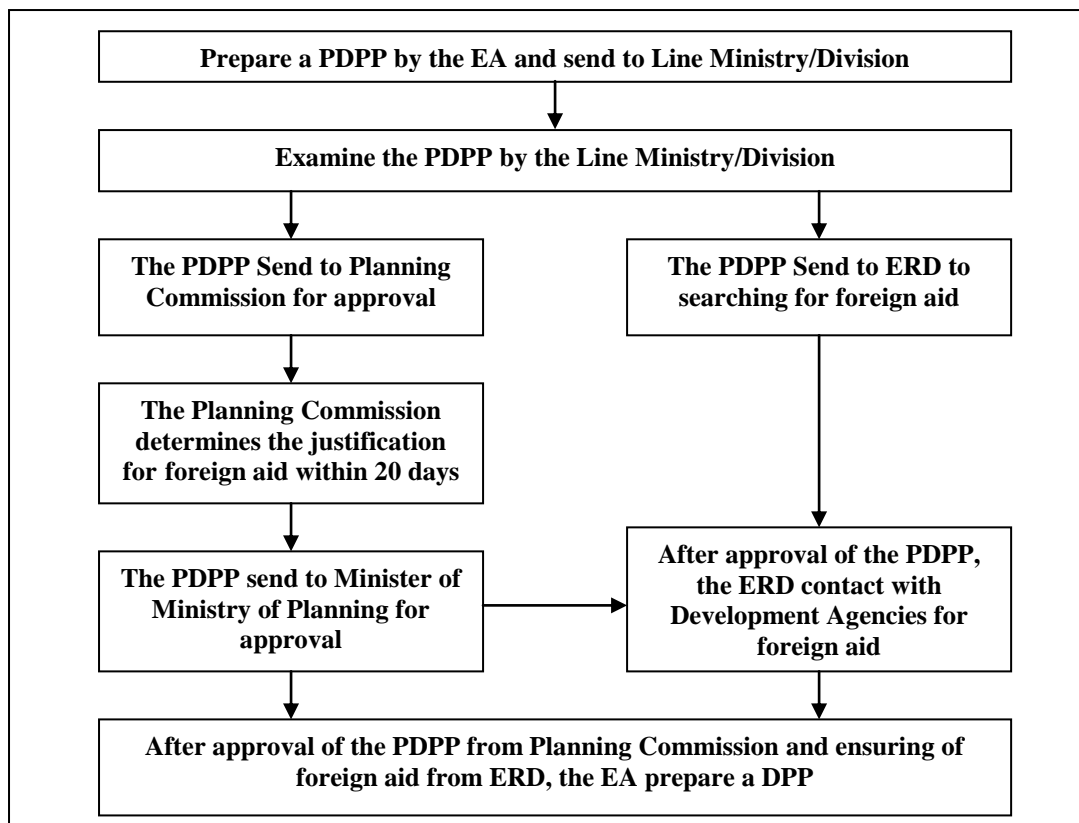 Prepare a PDPP by the EA and send to Line Ministry/Division
Examine the PDPP by the Line Ministry/Division
The PDPP Send to Planning
Commission for approval
The PDPP Send to ERD to
searching for foreign aid
The Planning Commission
determines the justification
for foreign aid within 20 days
The PDPP send to Minister of
Ministry of Planning for
approval
After approval of the PDPP,
the ERD contact with
Development Agencies for
foreign aid
After approval of the PDPP from Planning Commission and ensuring of
foreign aid from ERD, the EA prepare a DPP